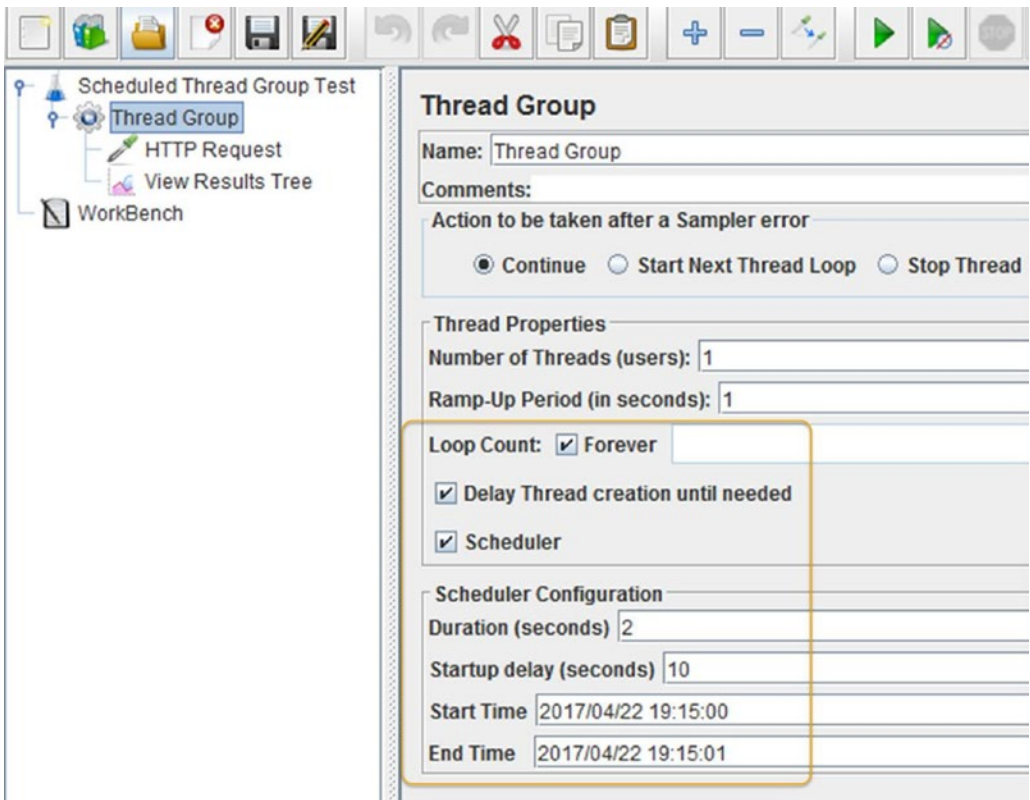 STOP
Scheduled Thread Group Test
Thread Group
HTTP Request
View Results Tree
WorkBench
Thread Group
Name: Thread Group
Comments:
Action to be taken after a Sampler error
Continue Start Next Thread Loop Stop Thread
Thread Properties
Number of Threads (users): 1
Ramp-Up Period (in seconds): 1
Loop Count: Forever
Delay Thread creation until needed
Scheduler
Scheduler Configuration
Duration (seconds) 2
Startup delay (seconds) 10
Start Time 2017/04/22 19:15:00
End Time 2017/04/22 19:15:01